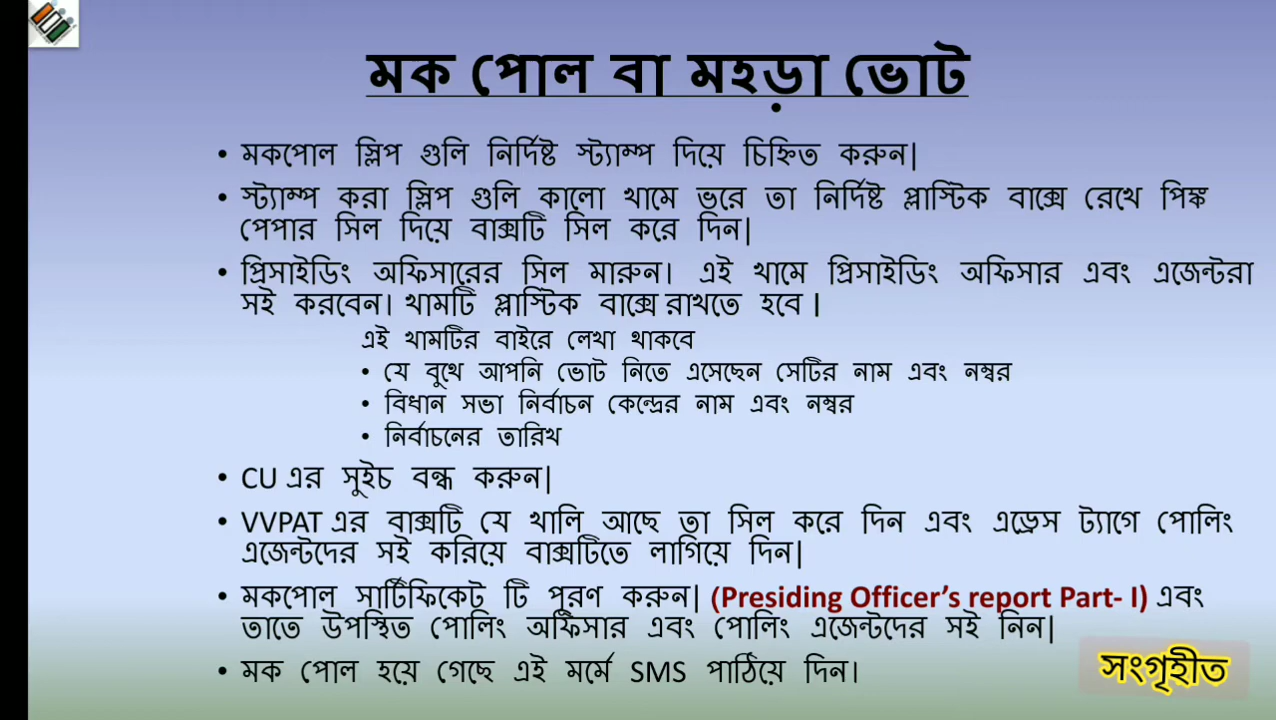 মক পোল বা মহড়া ভোট
• মকপোল স্লিপ গুলি নির্দিষ্ট স্ট্যাম্প দিয়ে চিহ্নিত করুন|
• স্ট্যাম্প করা স্লিপ গুলি কালো খামে ভরে তা নির্দিষ্ট প্লাস্টিক বাক্সে রেখে পিঙ্ক
পেপার সিল দিয়ে বাক্সটি সিল করে দিন|
• প্রিসাইডিং অফিসারের সিল মারুন। এই খামে প্রিসাইডিং অফিসার এবং এজেন্টরা
সই করবেন। খামটি প্লাস্টিক বাক্সে রাখতে হবে ।
এই খামটির বাইরে লেখা থাকবে
• যে বুথে আপনি ভোট নিতে এসেছেন সেটির নাম এবং নম্বর
• বিধান সভা নির্বাচন কেন্দ্রের নাম এবং নম্বর
• নির্বাচনের তারিখ
• CU এর সুইচ বন্ধ করুন|
• VVPAT এর বাক্সটি যে খালি আছে তা সিল করে দিন এবং এড্রেস ট্যাগে পোলিং
এজেন্টদের সই করিয়ে বাক্সটিতে লাগিয়ে দিন|
• মকপোল সার্টিফিকেট টি পূরণ করুন| (Presiding Officer’s report Part- I) এবং
তাতে উপস্থিত পোলিং অফিসার এবং পোলিং এজেন্টদের সই নিন|
• মক পোল হয়ে গেছে এই মর্মে SMS পাঠিয়ে দিন।
সংগৃহীত